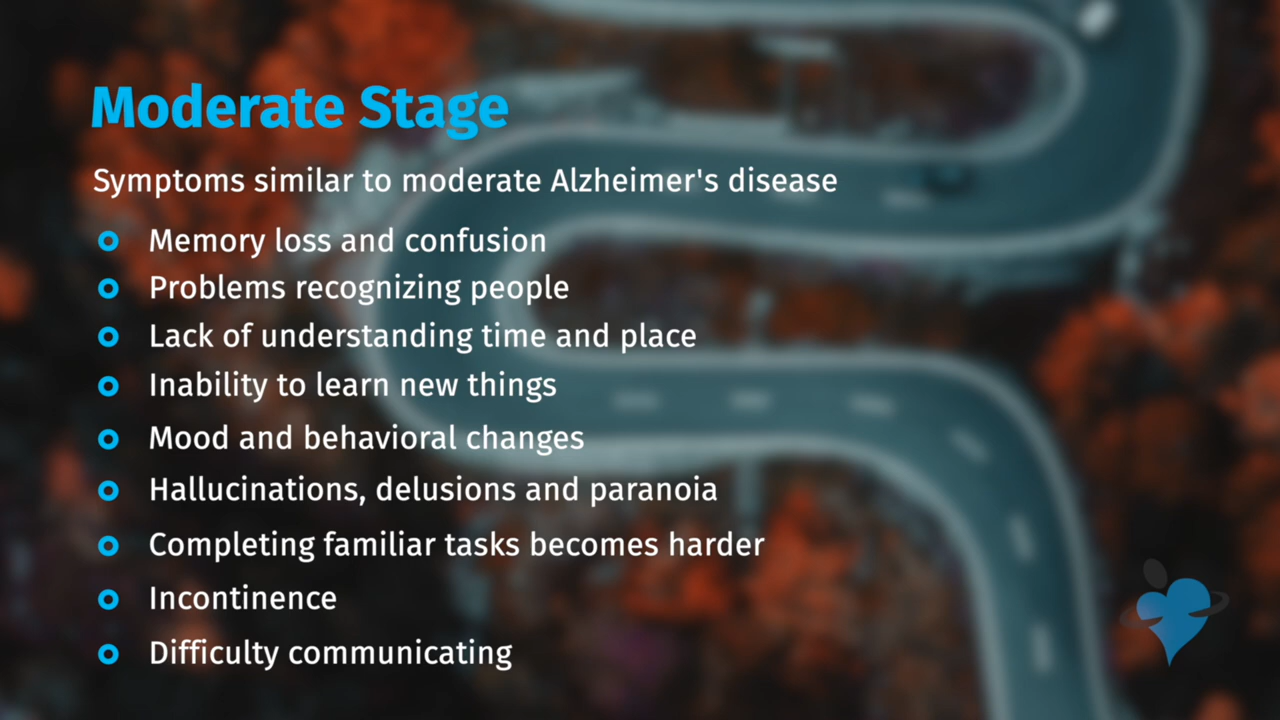 Moderate Stage
Symptoms similar to moderate Alzheimer's disease
Memory loss and confusion
Problems recognizing people
Lack of understanding time and place
Inability to learn new things
Mood and behavioral changes
Hallucinations, delusions and paranoia
Completing familiar tasks becomes harder
Incontinence
Difficulty communicating